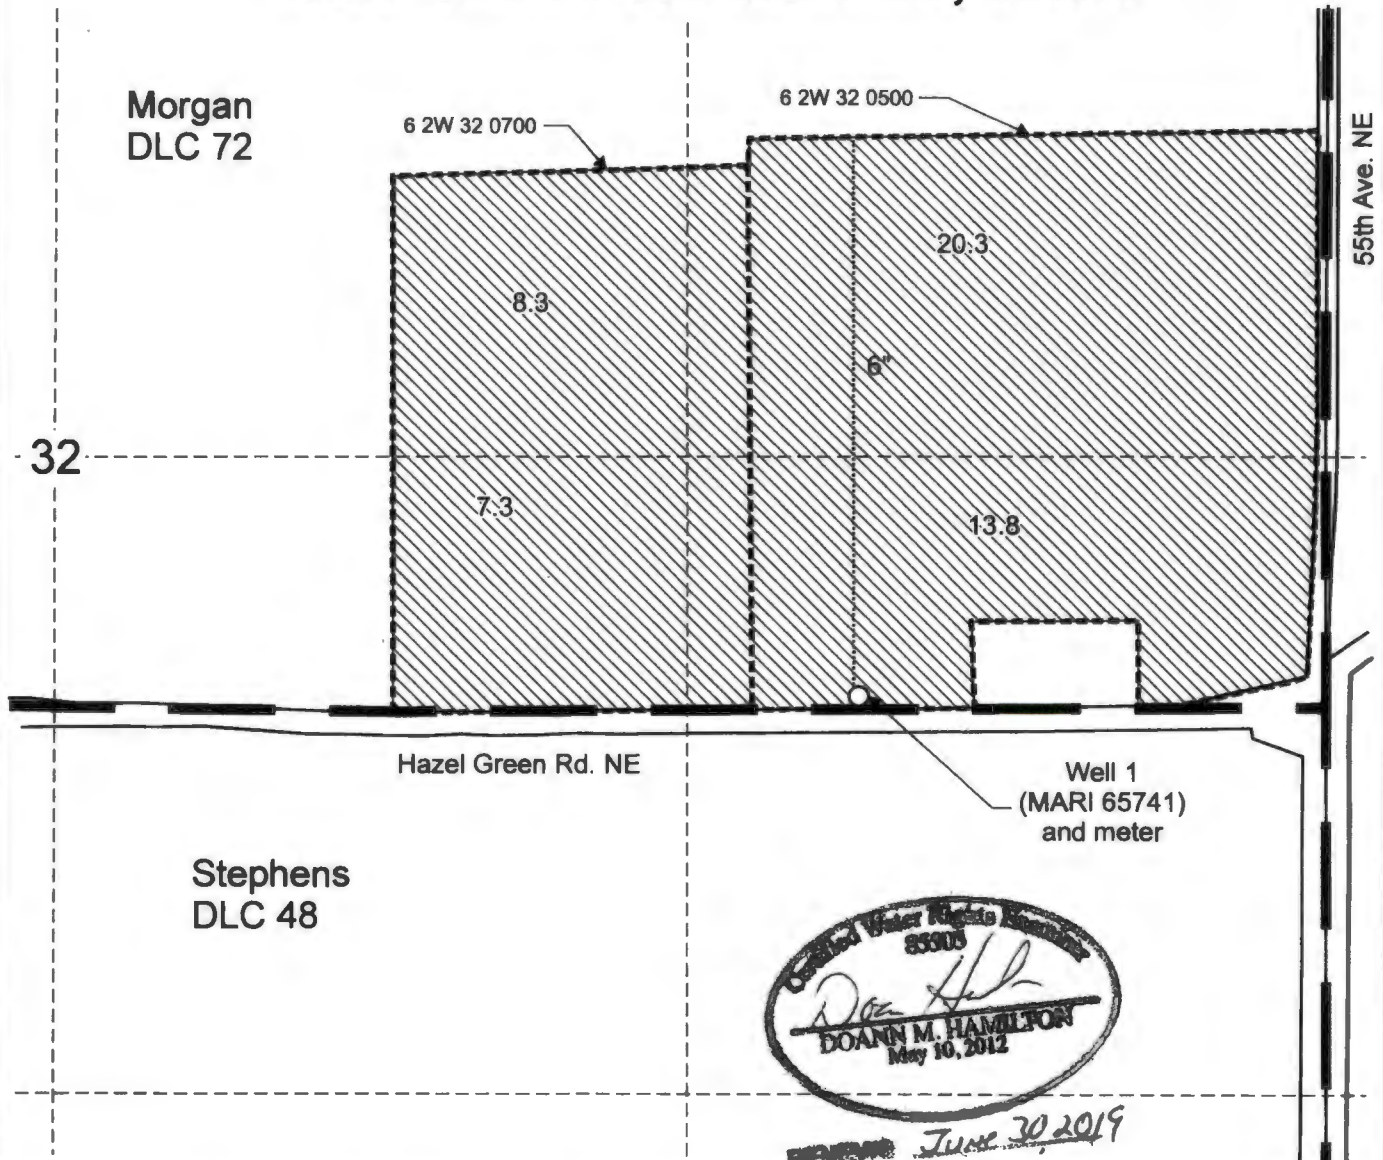 Morgan
DLC 72
6 2W 32 0700
6 2W 32 0500
55th Ave. NE
20.3
8.3
6"
32
7.3
13.8
Hazel Green Rd. NE
Well 1
(MARI 65741)
and meter
Stephens
DLC 48
Certified Water Rights Examiner
DOANN M. HAMILTON
May 10, 2012
June 30, 2019